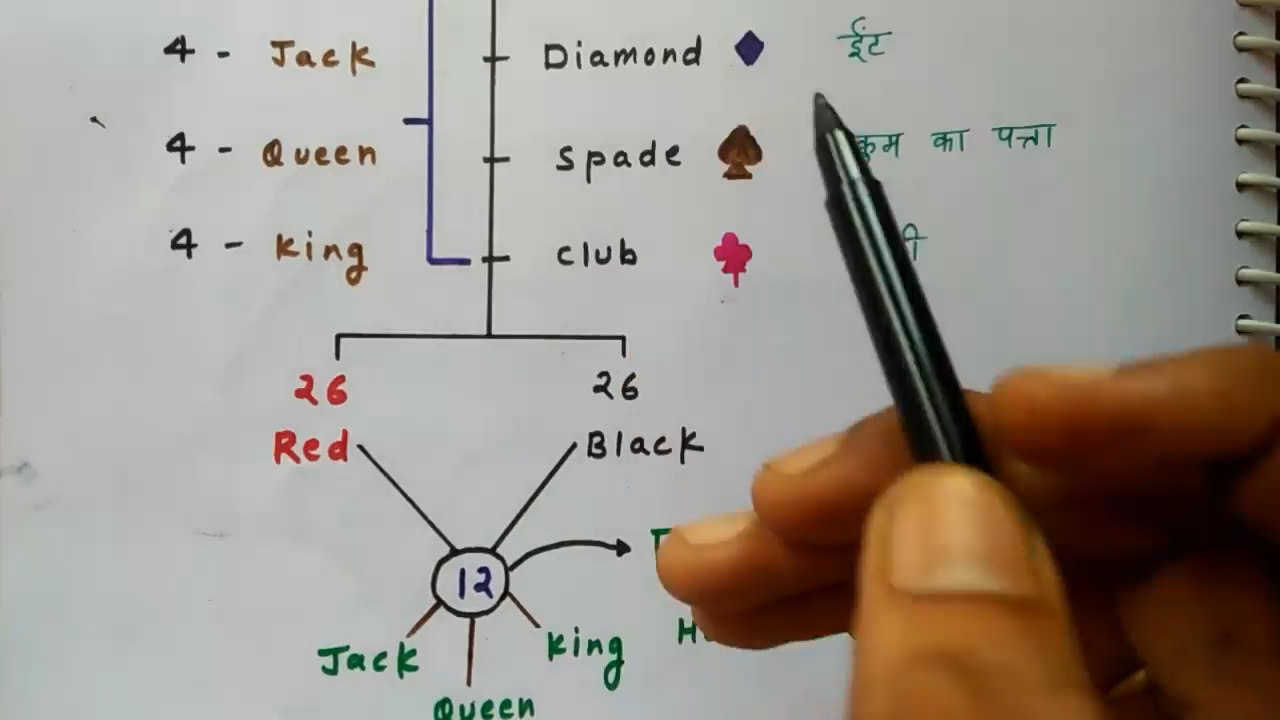 4 - Jack Diamond ईंट
4 - Queen Spade का पत्ता
4 - King club
26 26
Red Black
12
Jack King
Queen